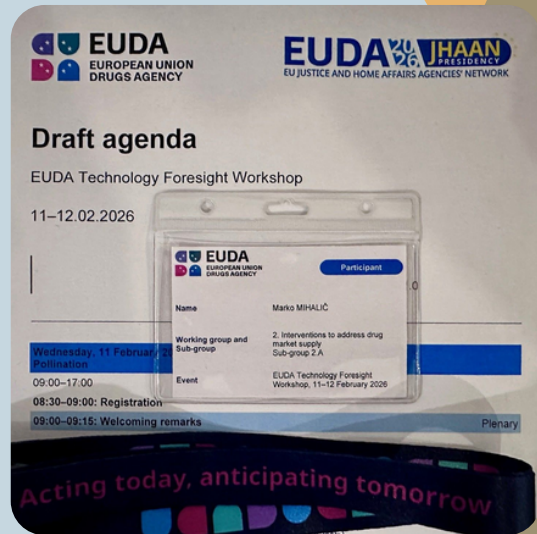 EUDA
EUROPEAN UNION
DRUGS AGENCY
EUDA 2026 JHAAN
PRESIDENCY
EU JUSTICE AND HOME AFFAIRS AGENCIES' NETWORK
Draft agenda
EUDA Technology Foresight Workshop
11–12.02.2026
EUDA
EUROPEAN UNION
DRUGS AGENCY
Participant
Name
Marko MIHALIČ
Working group and
Sub-group
2. Interventions to address drug
market supply
Sub-group 2.A
Event
EUDA Technology Foresight
Workshop, 11–12 February 2026
Wednesday, 11 February
Pollination
09:00–17:00
08:30–09:00: Registration
09:00–09:15: Welcoming remarks
Plenary
Acting today, anticipating tomorrow